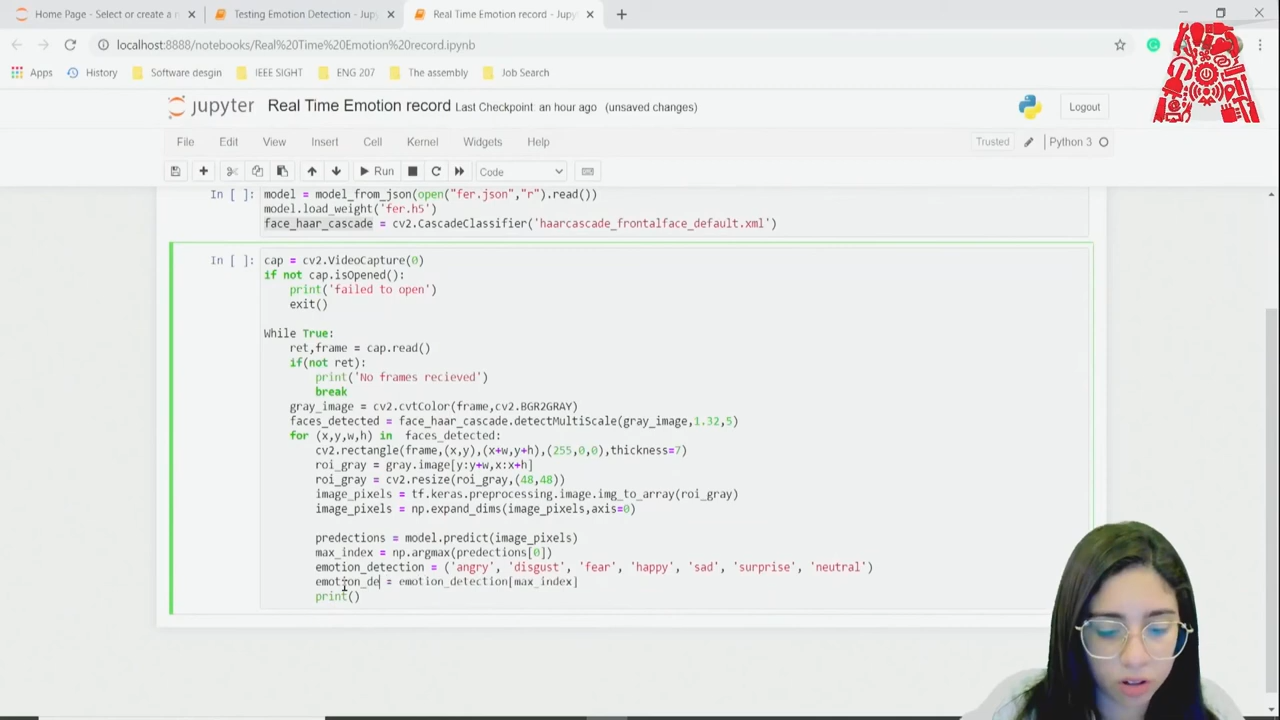 Home Page - Select or create a n
Testing Emotion Detection - Jup
Real Time Emotion record - Jupy
localhost:8888/notebooks/Real%20Time%20Emotion%20record.ipynb
Apps History Software desgin IEEE SIGHT ENG 207 The assembly Job Search
jupyter Real Time Emotion record Last Checkpoint an hour ago (unsaved changes) Logout
File Edit View Insert Cell Kernel Widgets Help Trusted Python 3
Run Code
In [ ]: model = model_from_json(open("fer.json","r").read())
model.load_weight('fer.h5')
face_haar_cascade = cv2.CascadeClassifier('haarcascade_frontalface_default.xml')
In [ ]: cap = cv2.VideoCapture(0)
if not cap.isOpened():
print('failed to open')
exit()
While True:
ret,frame = cap.read()
if(not ret):
print('No frames recieved')
break
gray_image = cv2.cvtColor(frame,cv2.BGR2GRAY)
faces_detected = face_haar_cascade.detectMultiScale(gray_image,1.32,5)
for (x,y,w,h) in  faces_detected:
cv2.rectangle(frame,(x,y),(x+w,y+h),(255,0,0),thickness=7)
roi_gray = gray.image[y:y+w,x:x+h]
roi_gray = cv2.resize(roi_gray,(48,48))
image_pixels = tf.keras.preprocessing.image.img_to_array(roi_gray)
image_pixels = np.expand_dims(image_pixels,axis=0)
predections = model.predict(image_pixels)
max_index = np.argmax(predections[0])
emotion_detection = ('angry', 'disgust', 'fear', 'happy', 'sad', 'surprise', 'neutral')
emotion_de = emotion_detection[max_index]
print()